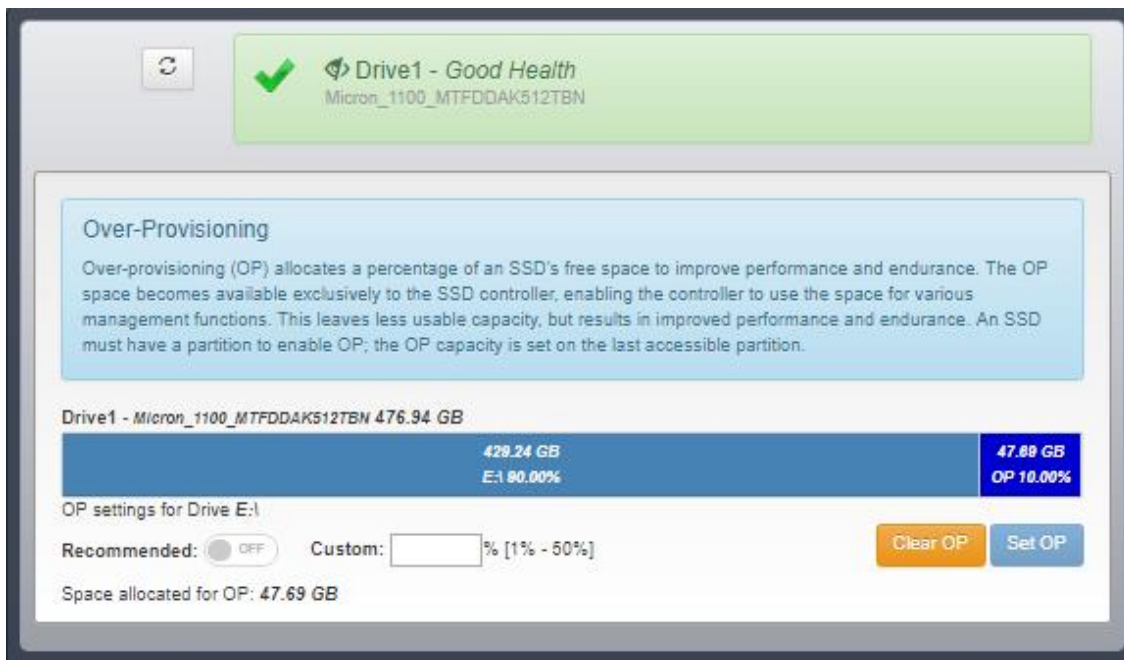 Drive1 - Good Health
Micron_1100_MTFDDAK512TBN
Over-Provisioning
Over-provisioning (OP) allocates a percentage of an SSD's free space to improve performance and endurance. The OP
space becomes available exclusively to the SSD controller, enabling the controller to use the space for various
management functions. This leaves less usable capacity, but results in improved performance and endurance. An SSD
must have a partition to enable OP; the OP capacity is set on the last accessible partition.
Drive1 - Micron_1100_MTFDDAK512TBN 476.94 GB
429.24 GB
E:\ 90.00%
47.69 GB
OP 10.00%
OP settings for Drive E:\
Recommended: OFF Custom: % [1% - 50%] Clear OP Set OP
Space allocated for OP: 47.69 GB